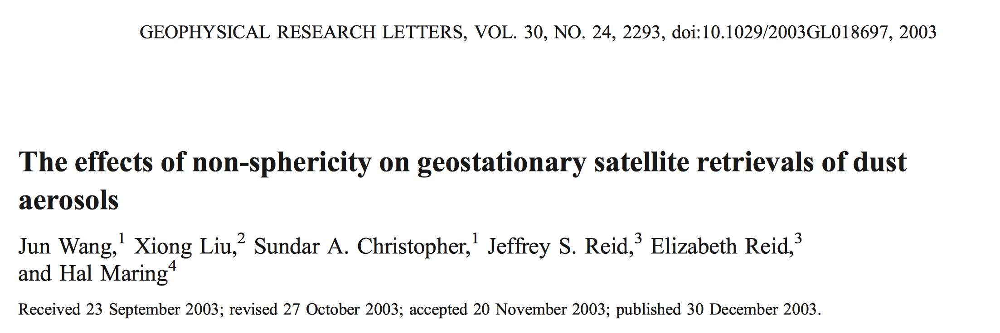 GEOPHYSICAL RESEARCH LETTERS, VOL. 30, NO. 24, 2293, doi:10.1029/2003GL018697, 2003
The effects of non-sphericity on geostationary satellite retrievals of dust
aerosols
Jun Wang,¹ Xiong Liu,² Sundar A. Christopher,¹ Jeffrey S. Reid,³ Elizabeth Reid,³
and Hal Maring⁴
Received 23 September 2003; revised 27 October 2003; accepted 20 November 2003; published 30 December 2003.